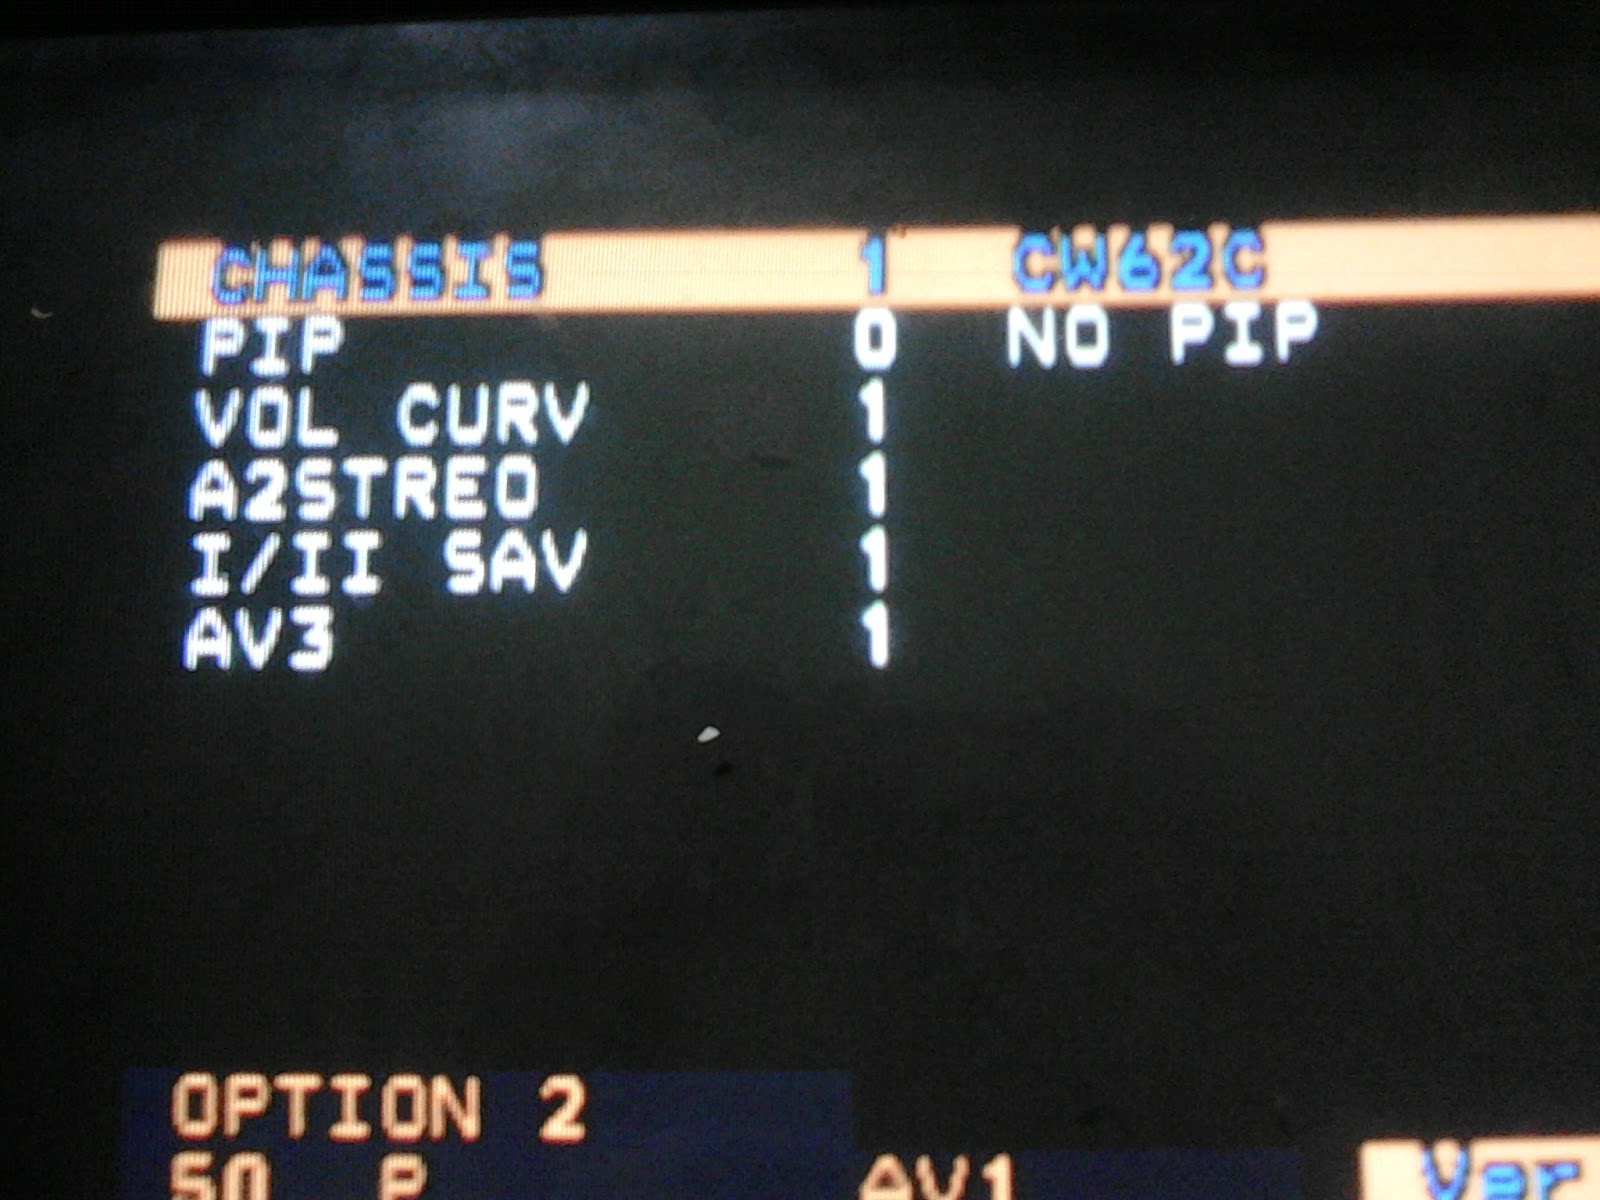 CHASSIS 1 CW62C
PIP 0 NO PIP
VOL CURV 1
A2STREO 1
I/II SAV 1
AV3 1
OPTION 2
AV1 Ver